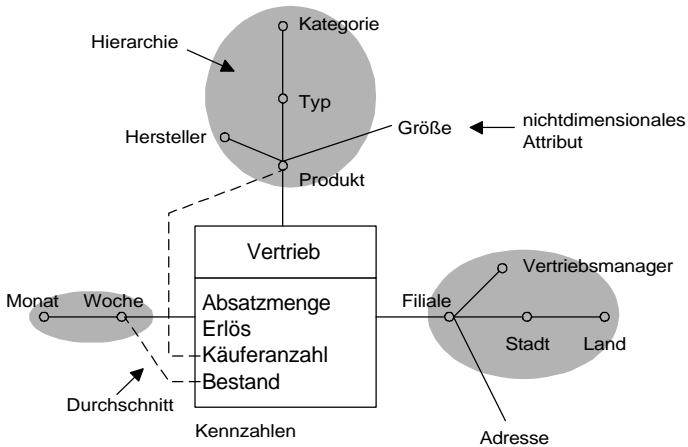 Kategorie
Hierarchie
Typ
Hersteller
Größe
nichtdimensionales
Attribut
Produkt
Vertrieb
Vertriebsmanager
Monat
Woche
Absatzmenge
Filiale
Erlös
Käuferanzahl
Stadt
Land
Bestand
Durchschnitt
Kennzahlen
Adresse